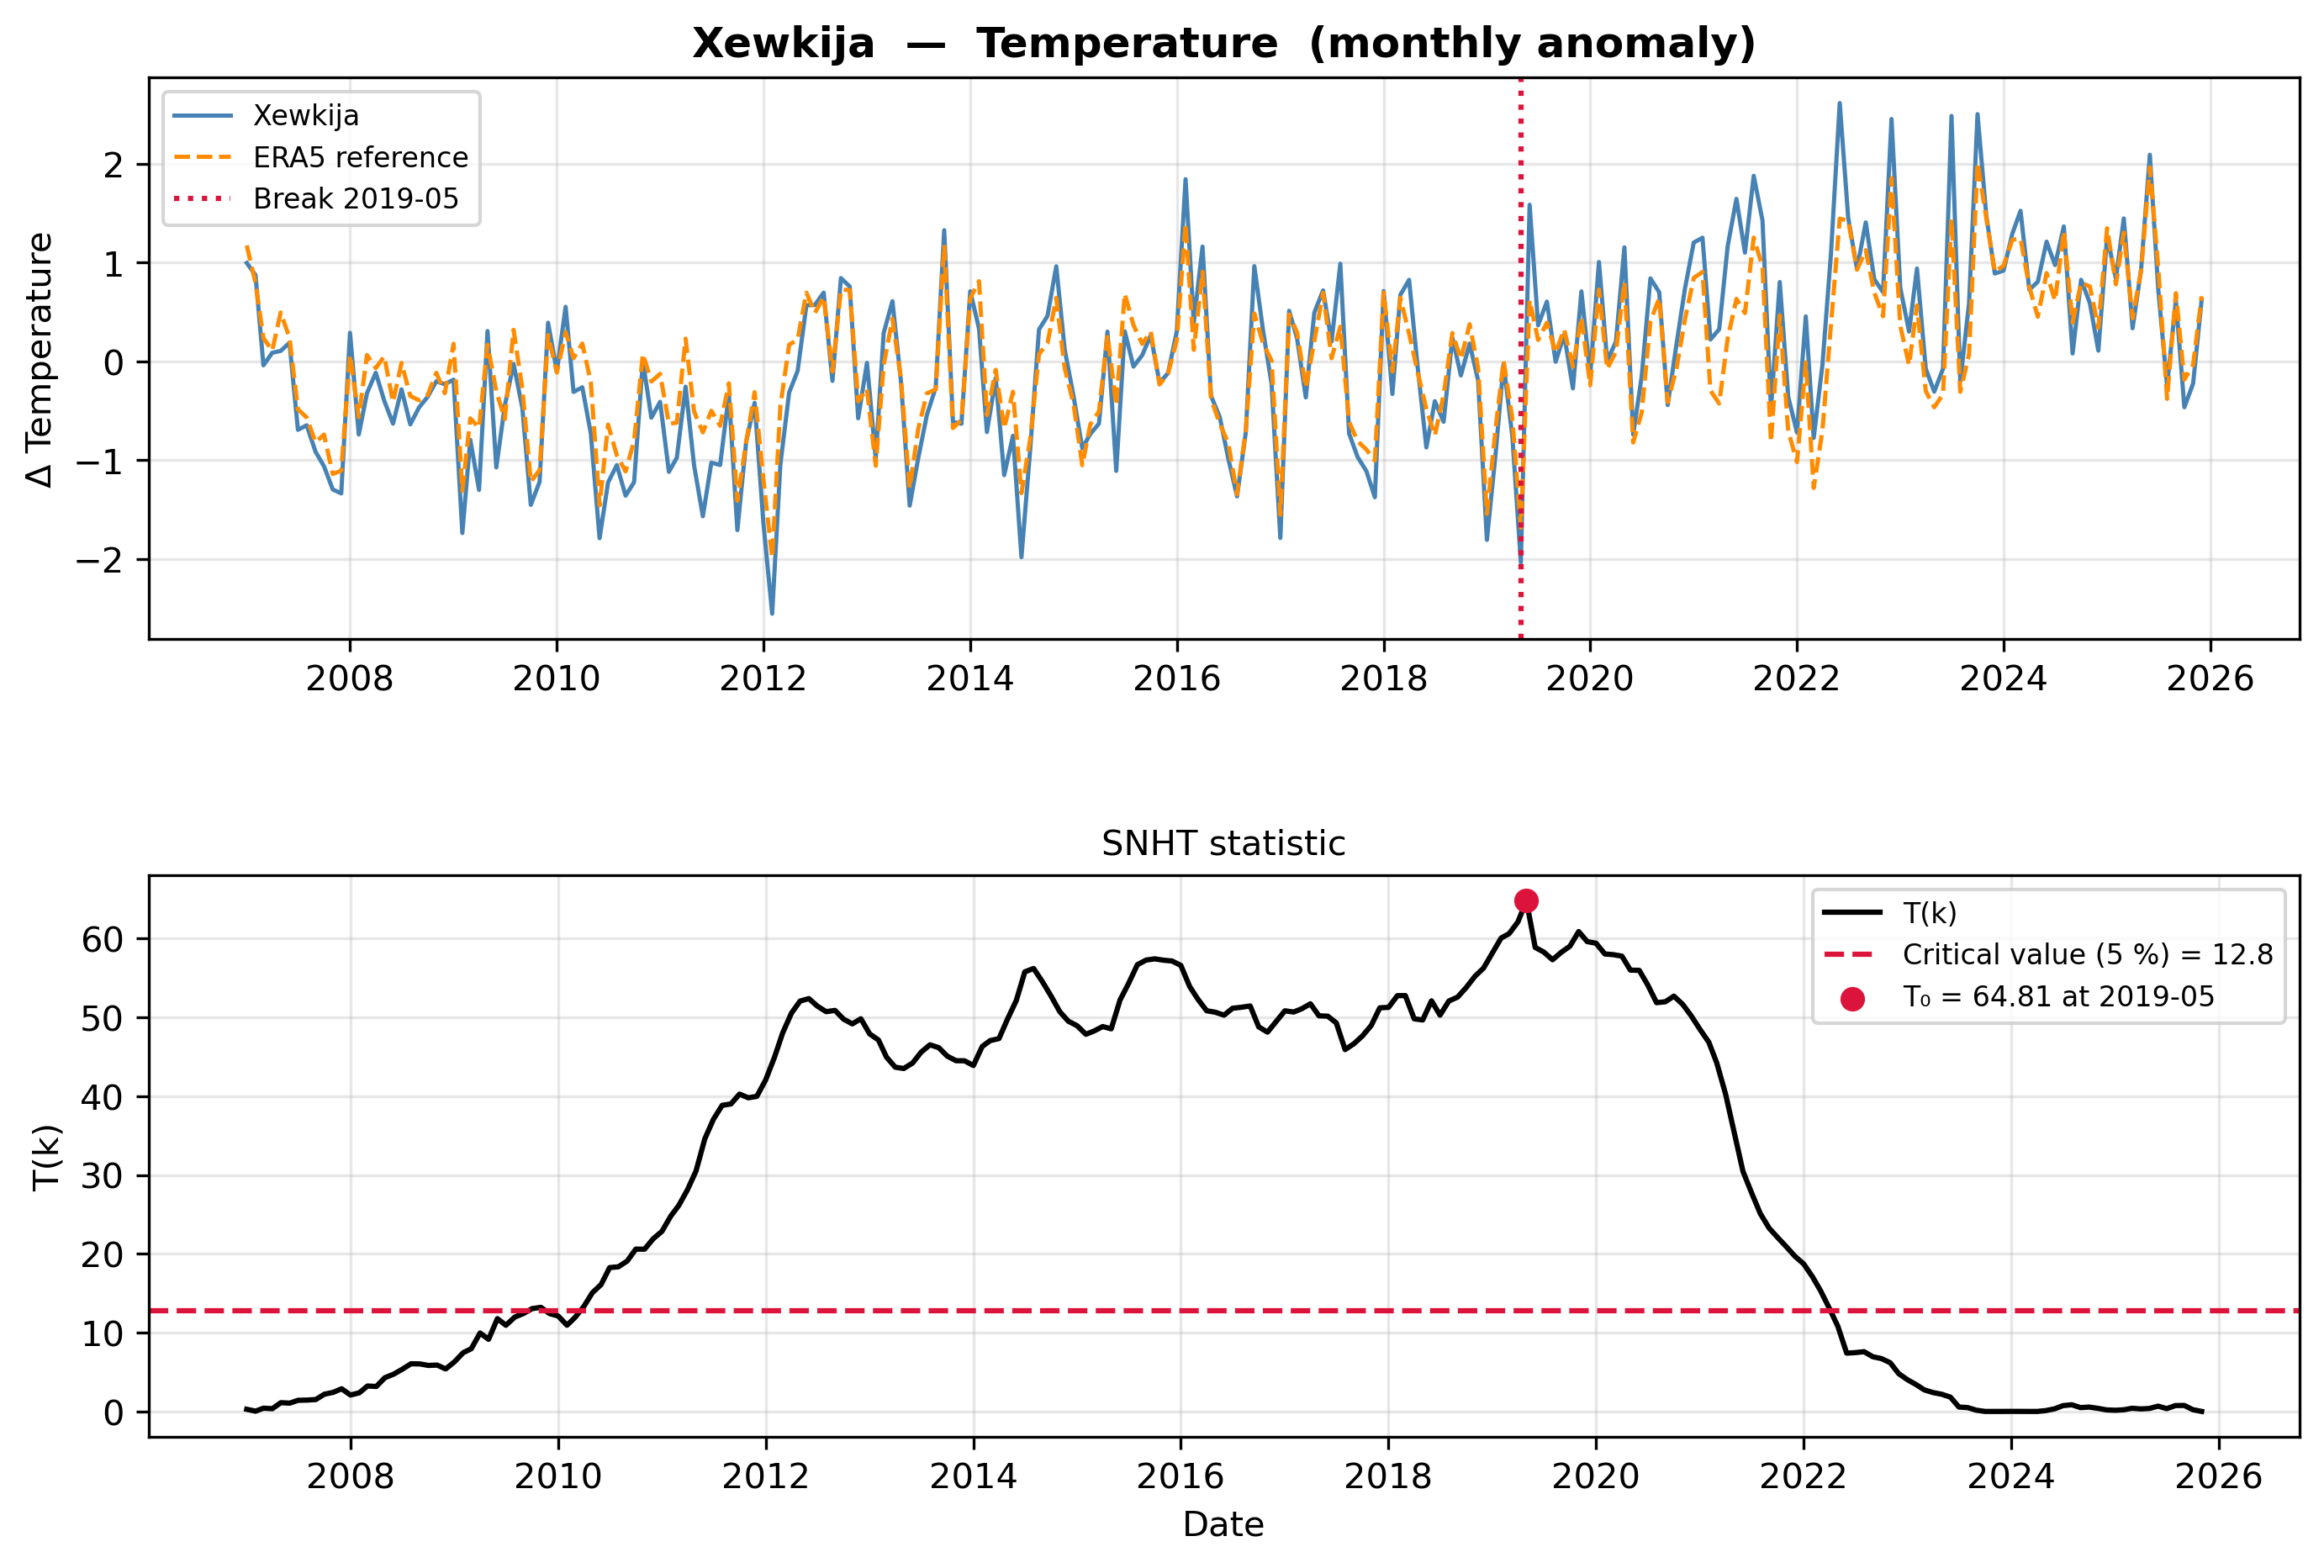 Xewkija — Temperature (monthly anomaly)
Xewkija
ERA5 reference
Break 2019-05
Δ Temperature
2
1
0
−1
−2
2008 2010 2012 2014 2016 2018 2020 2022 2024 2026
SNHT statistic
T(k)
Critical value (5 %) = 12.8
T₀ = 64.81 at 2019-05
T(k)
60
50
40
30
20
10
0
2008 2010 2012 2014 2016 2018 2020 2022 2024 2026
Date